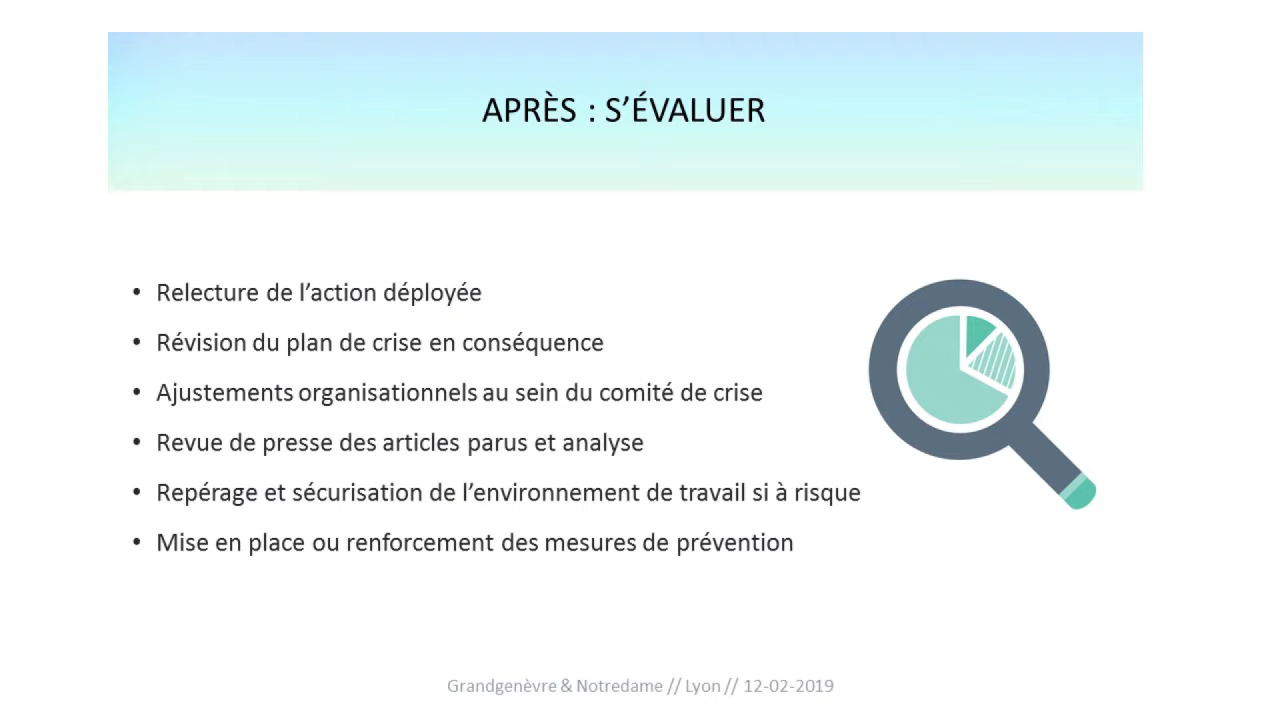 APRÈS : S’ÉVALUER
• Relecture de l’action déployée
• Révision du plan de crise en conséquence
• Ajustements organisationnels au sein du comité de crise
• Revue de presse des articles parus et analyse
• Repérage et sécurisation de l’environnement de travail si à risque
• Mise en place ou renforcement des mesures de prévention
Grandgenèvre & Notredame // Lyon // 12-02-2019